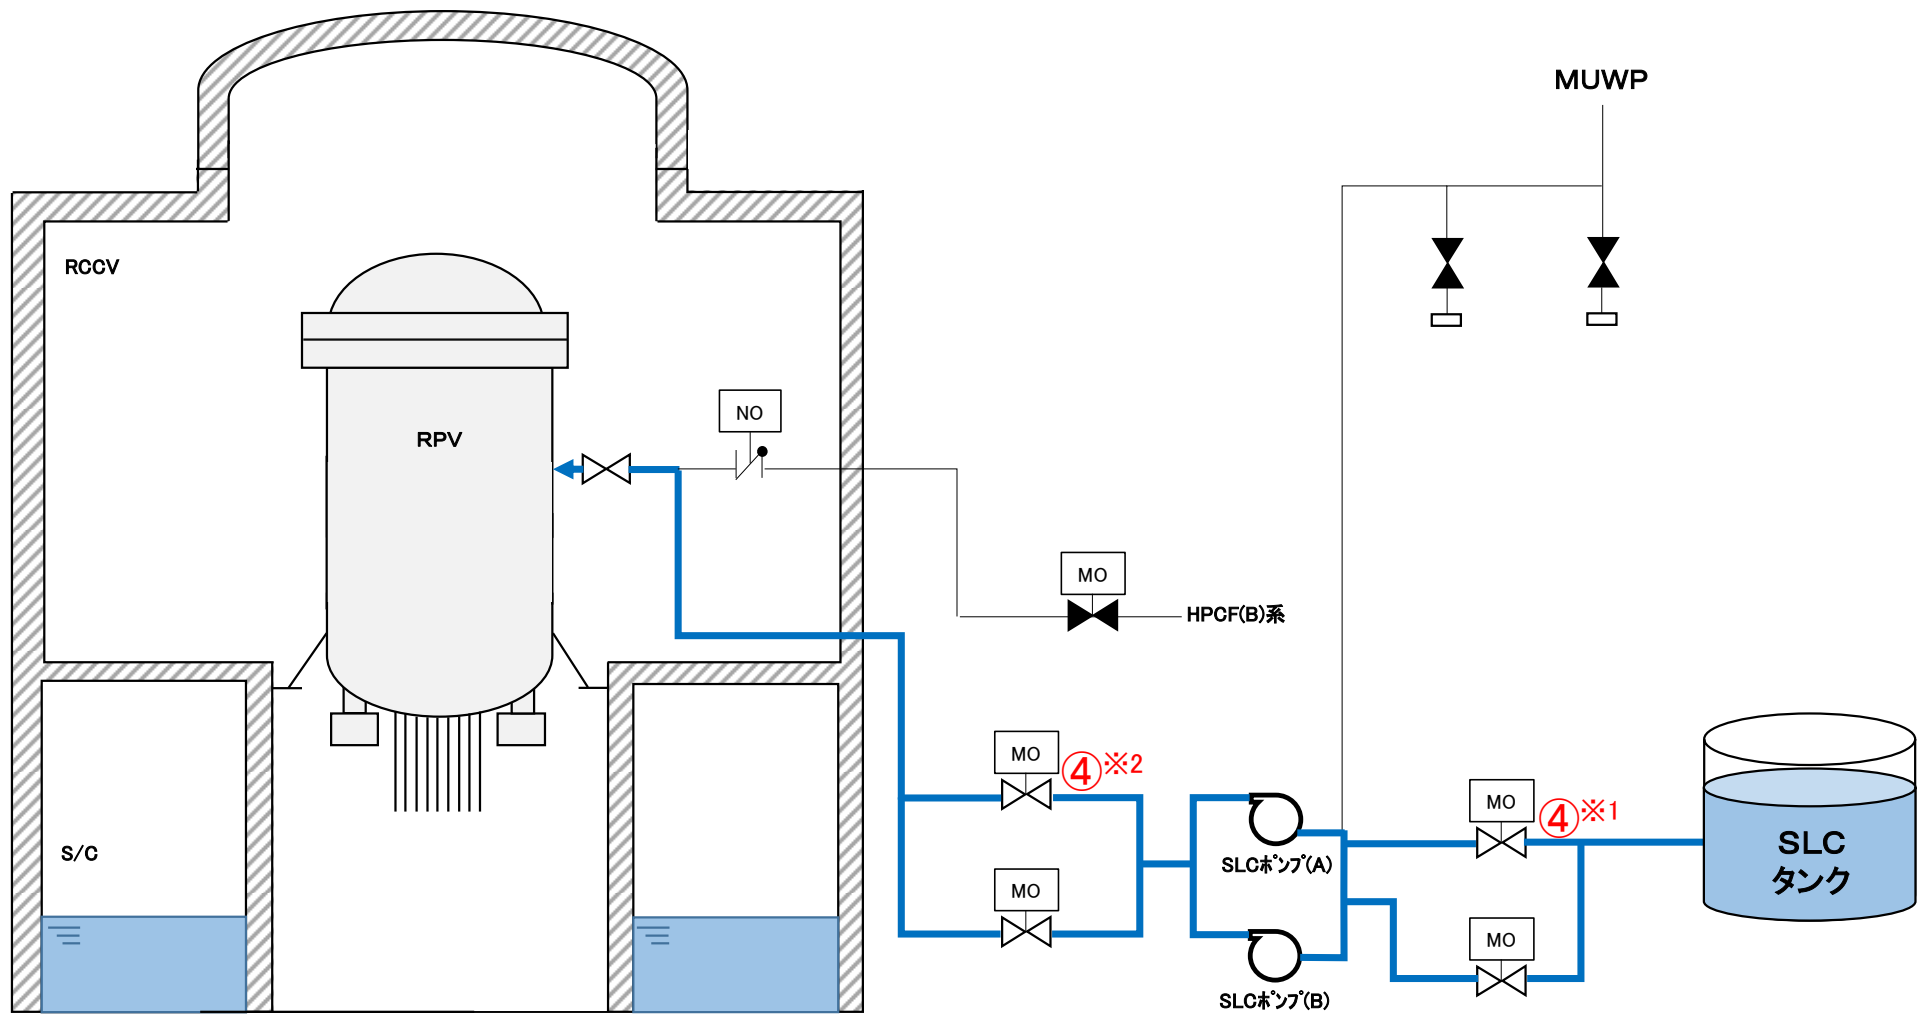 MUWP
RCCV
NO
RPV
MO
HPCF(B)系
MO
④※2
MO
④※1
SLC
タンク
S/C
SLCポンプ(A)
MO
MO
SLCポンプ(B)